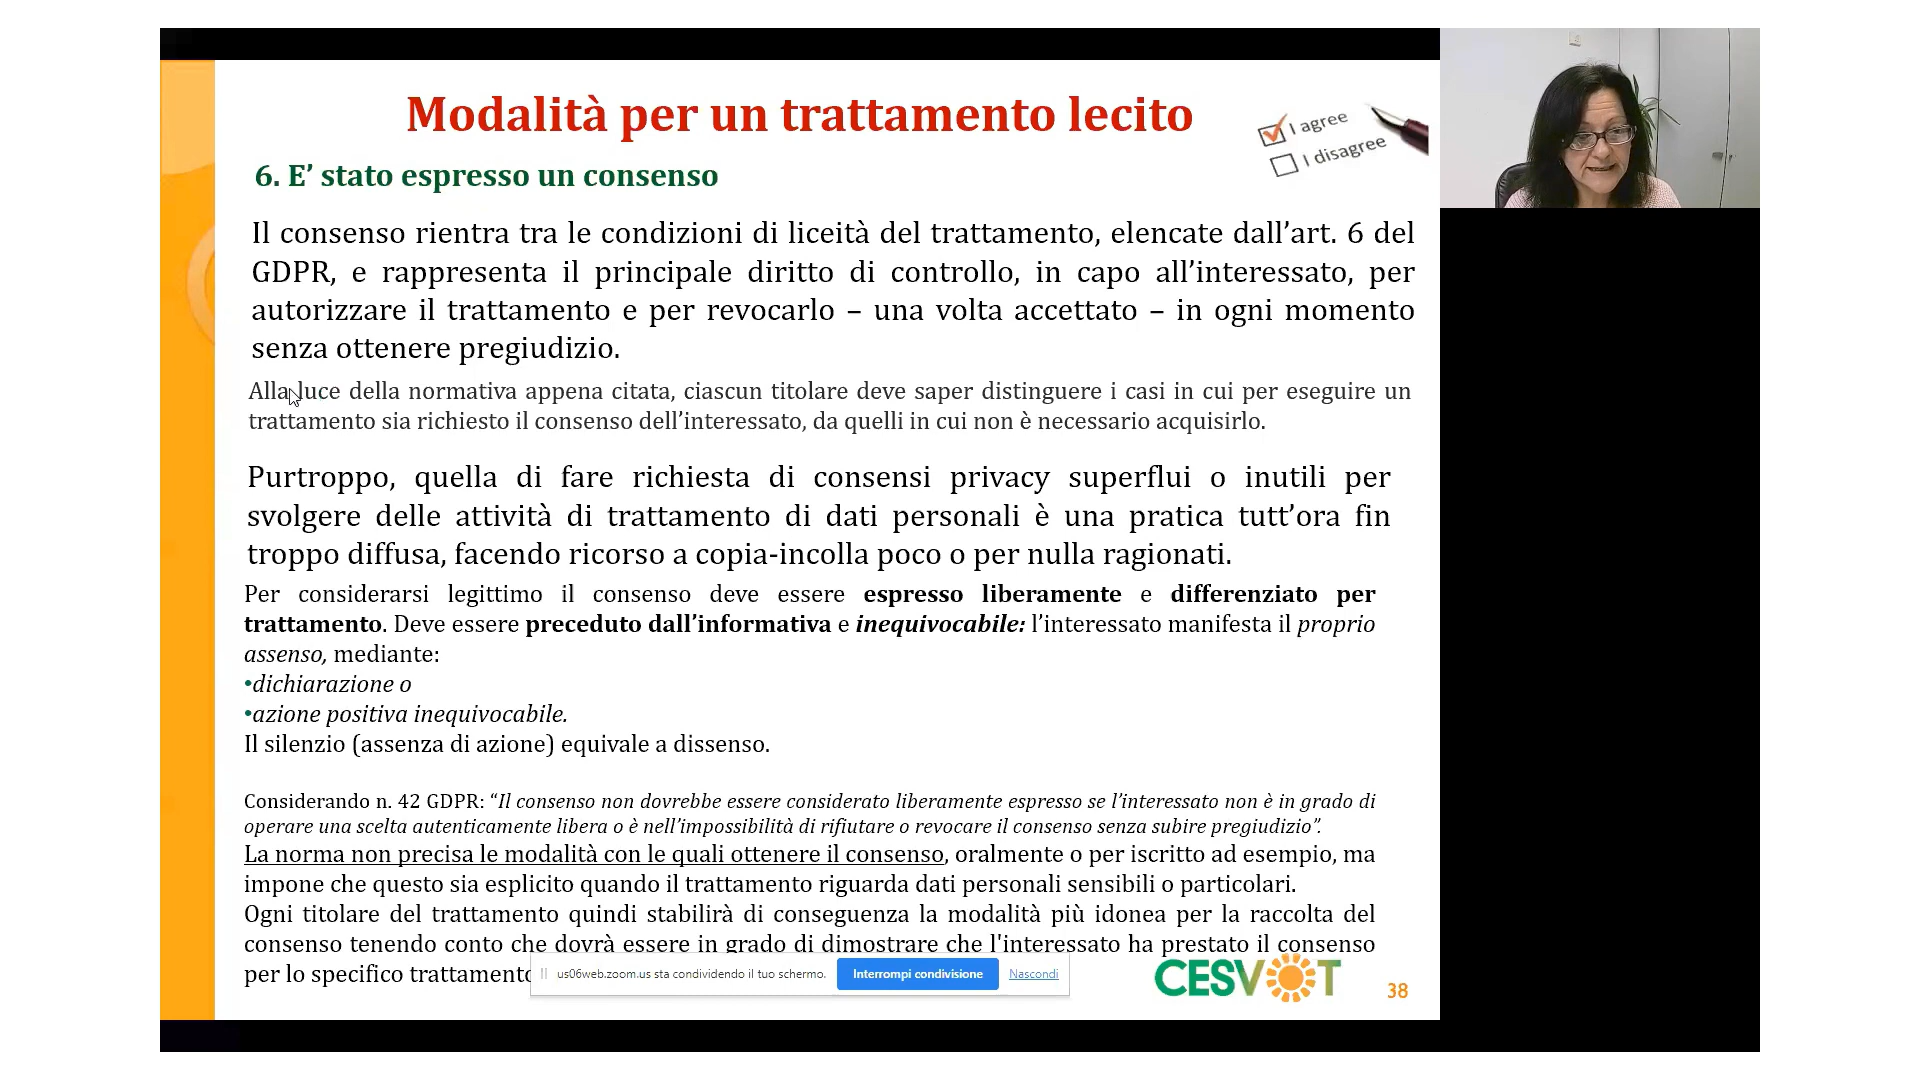 Modalità per un trattamento lecito
I agree
I disagree
6. E’ stato espresso un consenso
Il consenso rientra tra le condizioni di liceità del trattamento, elencate dall’art. 6 del
GDPR, e rappresenta il principale diritto di controllo, in capo all’interessato, per
autorizzare il trattamento e per revocarlo – una volta accettato – in ogni momento
senza ottenere pregiudizio.
Alla luce della normativa appena citata, ciascun titolare deve saper distinguere i casi in cui per eseguire un
trattamento sia richiesto il consenso dell’interessato, da quelli in cui non è necessario acquisirlo.
Purtroppo, quella di fare richiesta di consensi privacy superflui o inutili per
svolgere delle attività di trattamento di dati personali è una pratica tutt’ora fin
troppo diffusa, facendo ricorso a copia-incolla poco o per nulla ragionati.
Per considerarsi legittimo il consenso deve essere espresso liberamente e differenziato per
trattamento. Deve essere preceduto dall’informativa e inequivocabile: l’interessato manifesta il proprio
assenso, mediante:
•dichiarazione o
•azione positiva inequivocabile.
Il silenzio (assenza di azione) equivale a dissenso.
Considerando n. 42 GDPR: “Il consenso non dovrebbe essere considerato liberamente espresso se l’interessato non è in grado di
operare una scelta autenticamente libera o è nell’impossibilità di rifiutare o revocare il consenso senza subire pregiudizio”.
La norma non precisa le modalità con le quali ottenere il consenso, oralmente o per iscritto ad esempio, ma
impone che questo sia esplicito quando il trattamento riguarda dati personali sensibili o particolari.
Ogni titolare del trattamento quindi stabilirà di conseguenza la modalità più idonea per la raccolta del
consenso tenendo conto che dovrà essere in grado di dimostrare che l'interessato ha prestato il consenso
per lo specifico trattamento
us06web.zoom.us sta condividendo il tuo schermo. Interrompi condivisione Nascondi
CESVOT
38